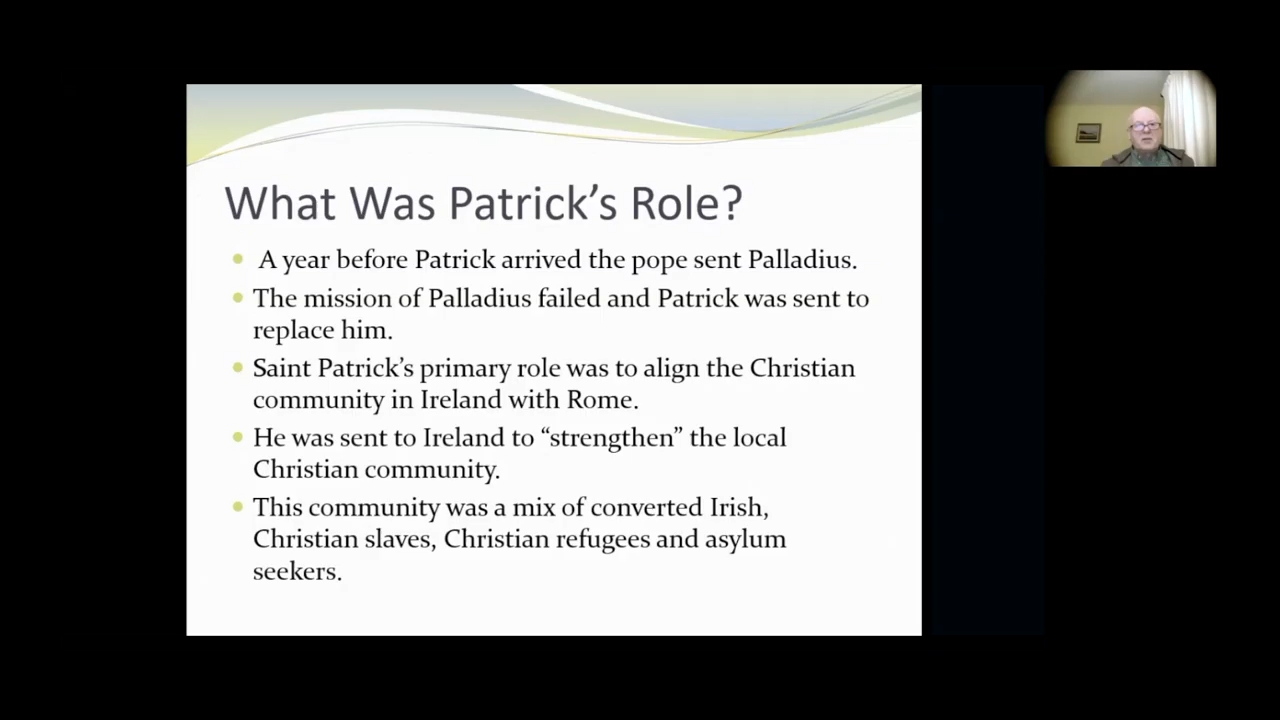 What Was Patrick’s Role?
A year before Patrick arrived the pope sent Palladius.
The mission of Palladius failed and Patrick was sent to
replace him.
Saint Patrick’s primary role was to align the Christian
community in Ireland with Rome.
He was sent to Ireland to “strengthen” the local
Christian community.
This community was a mix of converted Irish,
Christian slaves, Christian refugees and asylum
seekers.